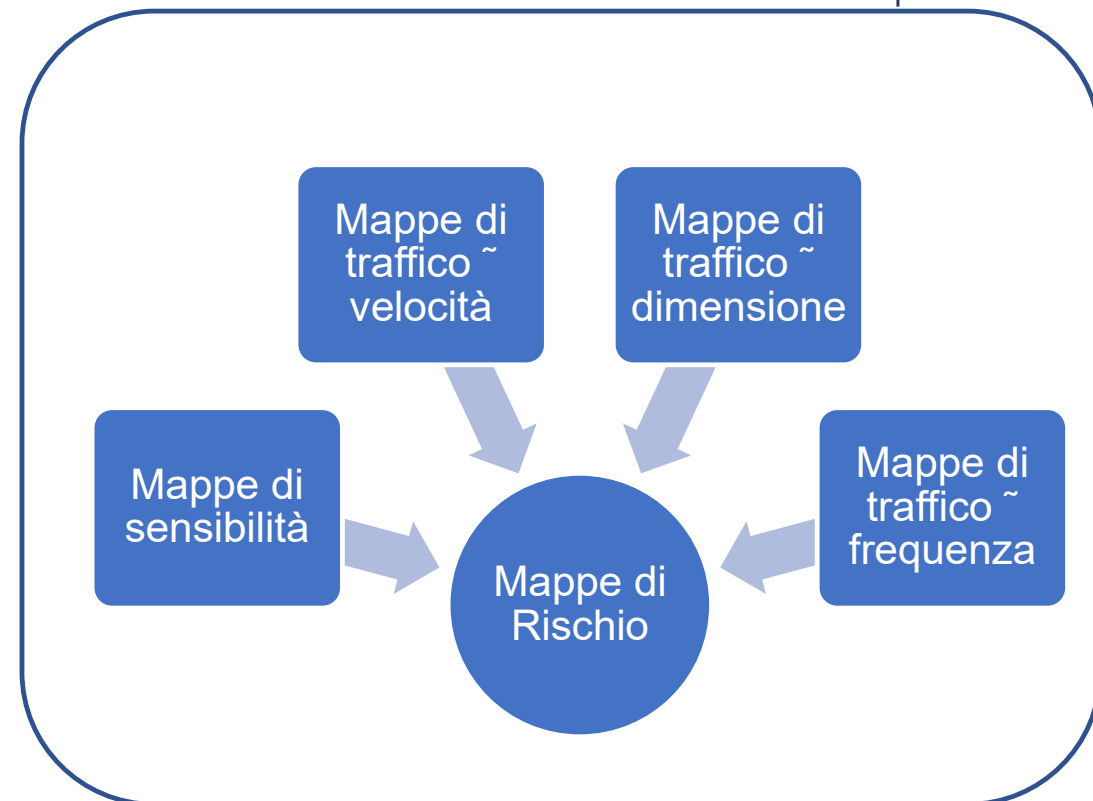 Mappe di
traffico ˜
velocità
Mappe di
traffico ˜
dimensione
Mappe di
sensibilità
Mappe di
traffico ˜
frequenza
Mappe di
Rischio